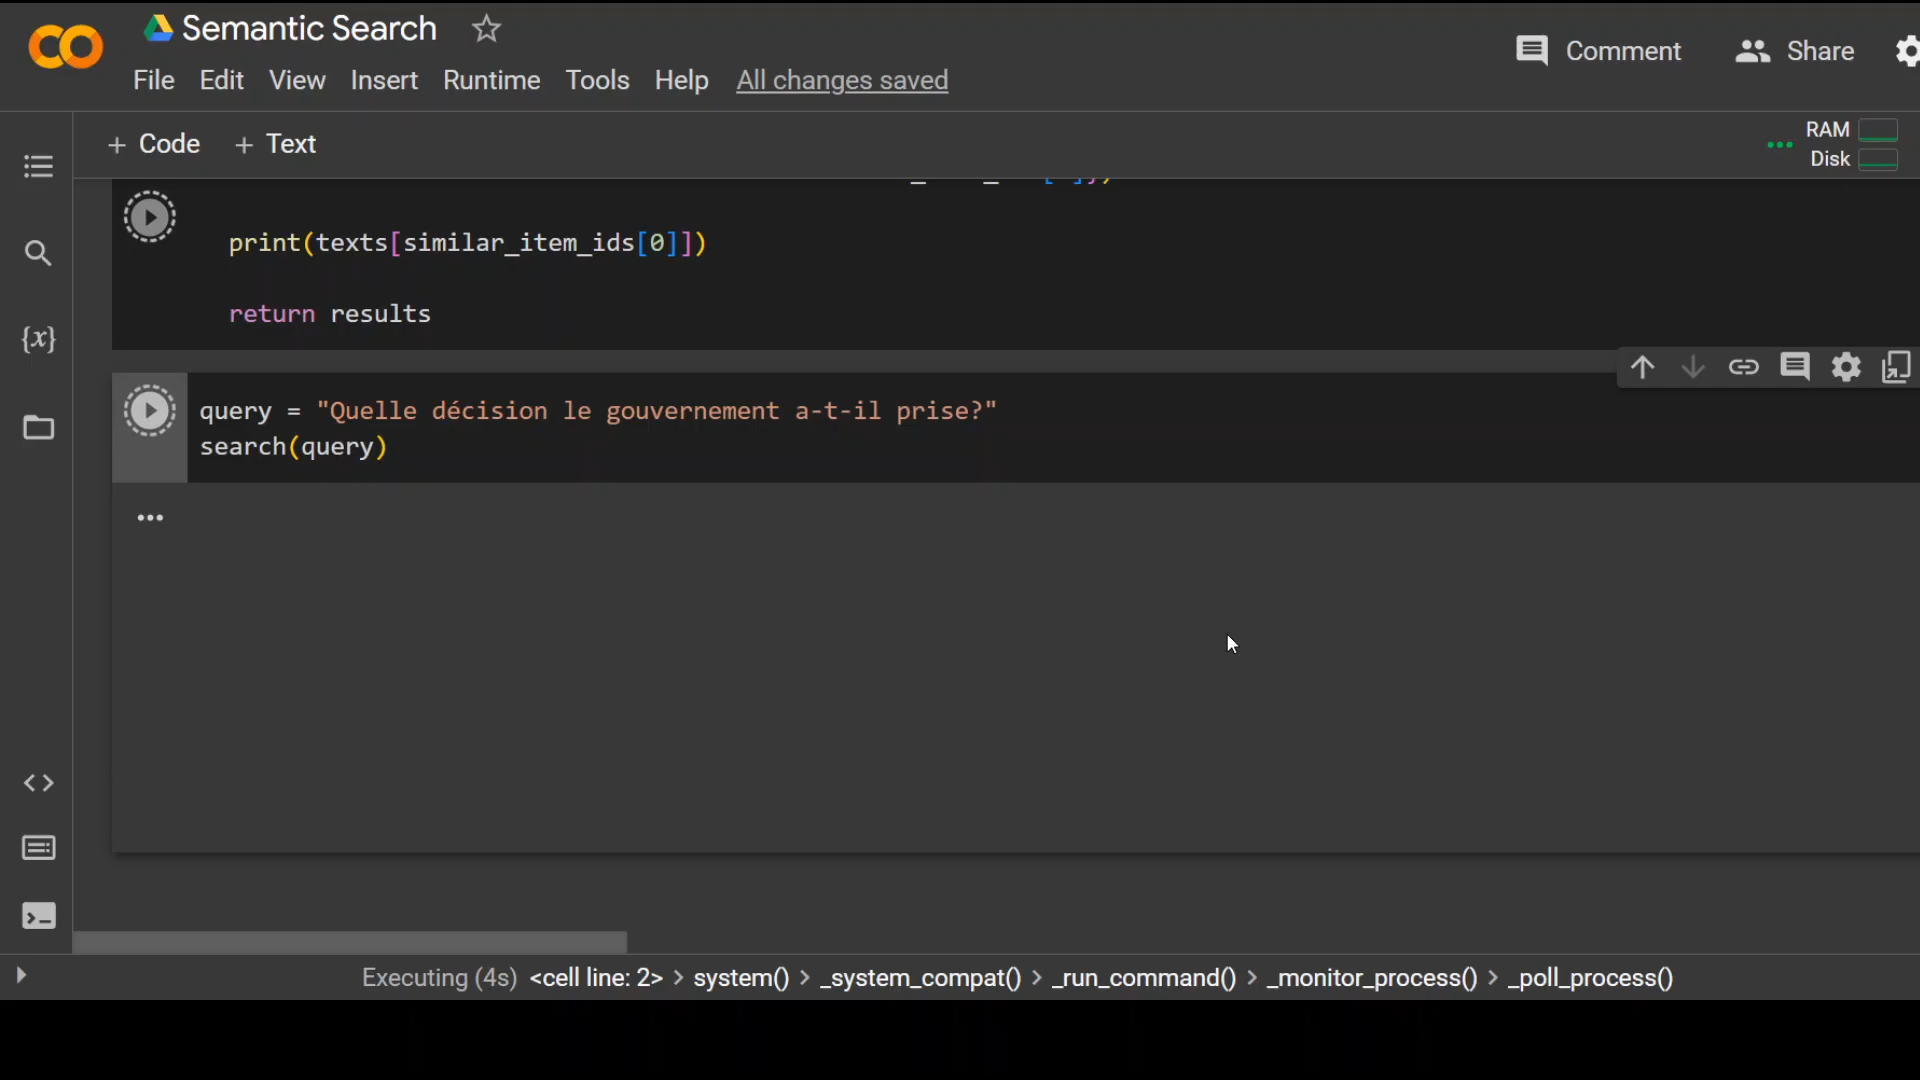 Semantic Search
Comment
Share
File Edit View Insert Runtime Tools Help All changes saved
+ Code + Text
RAM
Disk
print(texts[similar_item_ids[0]])
return results
{x}
query = "Quelle décision le gouvernement a-t-il prise?"
search(query)
Executing (4s) <cell line: 2> > system() > _system_compat() > _run_command() > _monitor_process() > _poll_process()